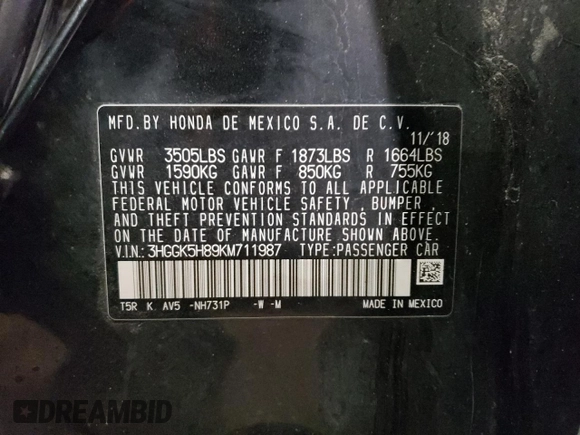 MFD. BY HONDA DE MEXICO S.A. DE C.V.
11/'18
GVWR 3505LBS GAWR F 1873LBS R 1664LBS
GVWR 1590KG GAWR F 850KG R 755KG
THIS VEHICLE CONFORMS TO ALL APPLICABLE
FEDERAL MOTOR VEHICLE SAFETY, BUMPER,
AND THEFT PREVENTION STANDARDS IN EFFECT
ON THE DATE OF MANUFACTURE SHOWN ABOVE.
V.I.N.:3HGGK5H89KM711987 TYPE:PASSENGER CAR
T5R K AV5 -NH731P -W -M MADE IN MEXICO
DREAMBID